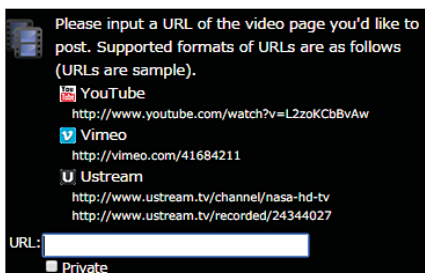 Please input a URL of the video page you'd like to
post. Supported formats of URLs are as follows
(URLs are sample).
You Tube YouTube
http://www.youtube.com/watch?v=L2zoKCbBvAw
Vimeo
http://vimeo.com/41684211
U Ustream
http://www.ustream.tv/channel/nasa-hd-tv
http://www.ustream.tv/recorded/24344027
URL:
Private